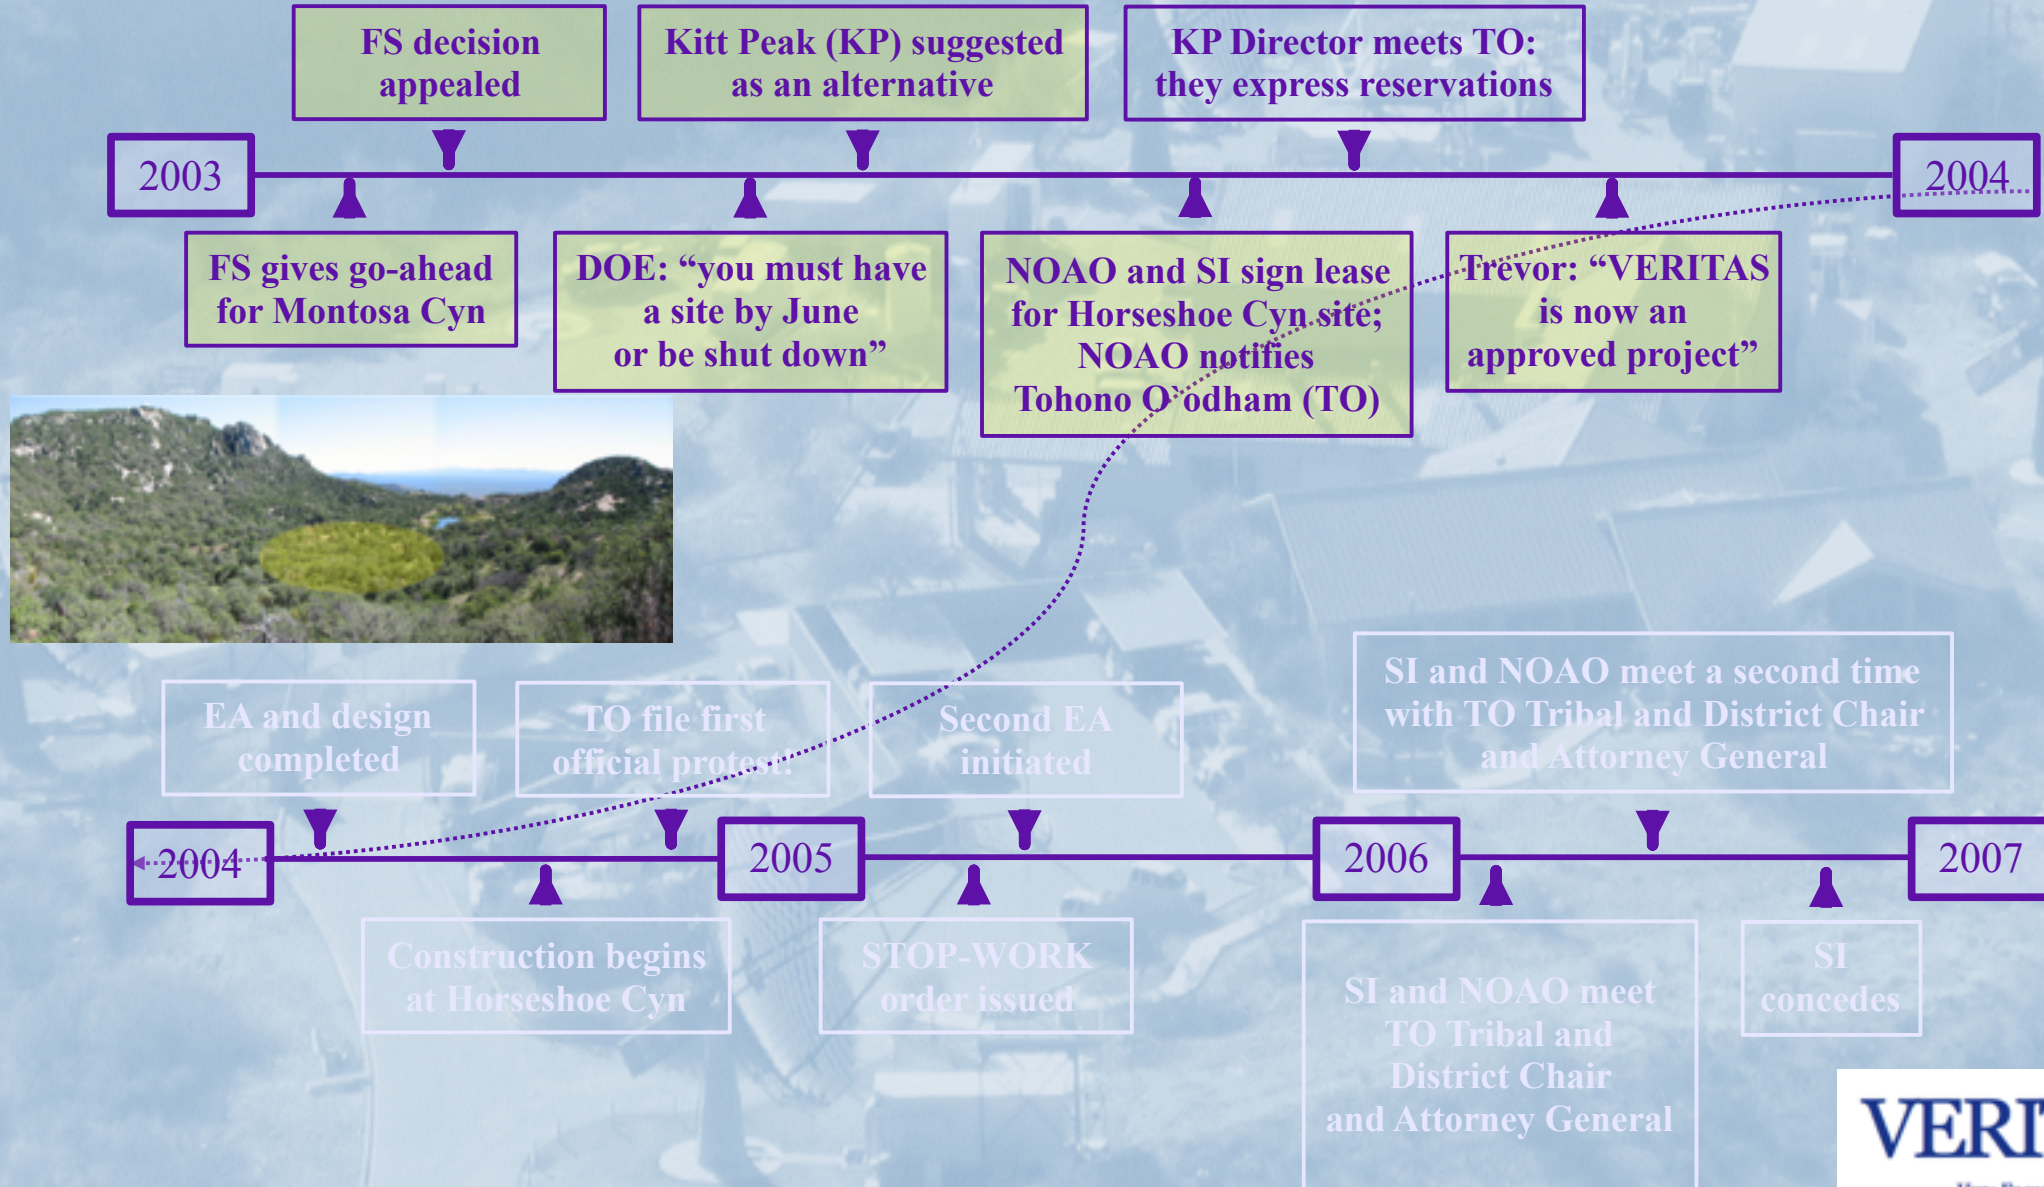 FS decision
appealed
Kitt Peak (KP) suggested
as an alternative
KP Director meets TO:
they express reservations
2003
2004
FS gives go-ahead
for Montosa Cyn
DOE: “you must have
a site by June
or be shut down”
NOAO and SI sign lease
for Horseshoe Cyn site;
NOAO notifies
Tohono O`odham (TO)
Trevor: “VERITAS
is now an
approved project”
EA and design
completed
TO file first
official protest!
Second EA
initiated
SI and NOAO meet a second time
with TO Tribal and District Chair
and Attorney General
2004
2005
2006
2007
Construction begins
at Horseshoe Cyn
STOP-WORK
order issued
SI and NOAO meet
TO Tribal and
District Chair
and Attorney General
SI
concedes
VERI